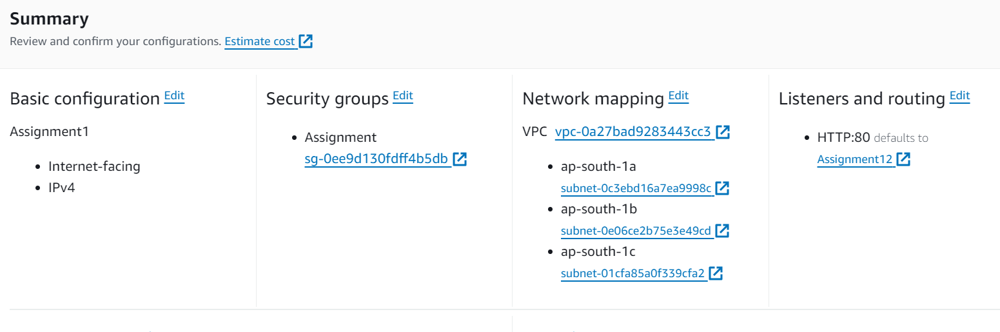 Summary
Review and confirm your configurations. Estimate cost
Basic configuration Edit
Assignment1
Internet-facing
IPv4
Security groups Edit
Assignment
sg-0ee9d130fdff4b5db
Network mapping Edit
VPC vpc-0a27bad9283443cc3
ap-south-1a
subnet-0c3ebd16a7ea9998c
ap-south-1b
subnet-0e06ce2b75e3e49cd
ap-south-1c
subnet-01cfa85a0f339cfa2
Listeners and routing Edit
HTTP:80 defaults to
Assignment12